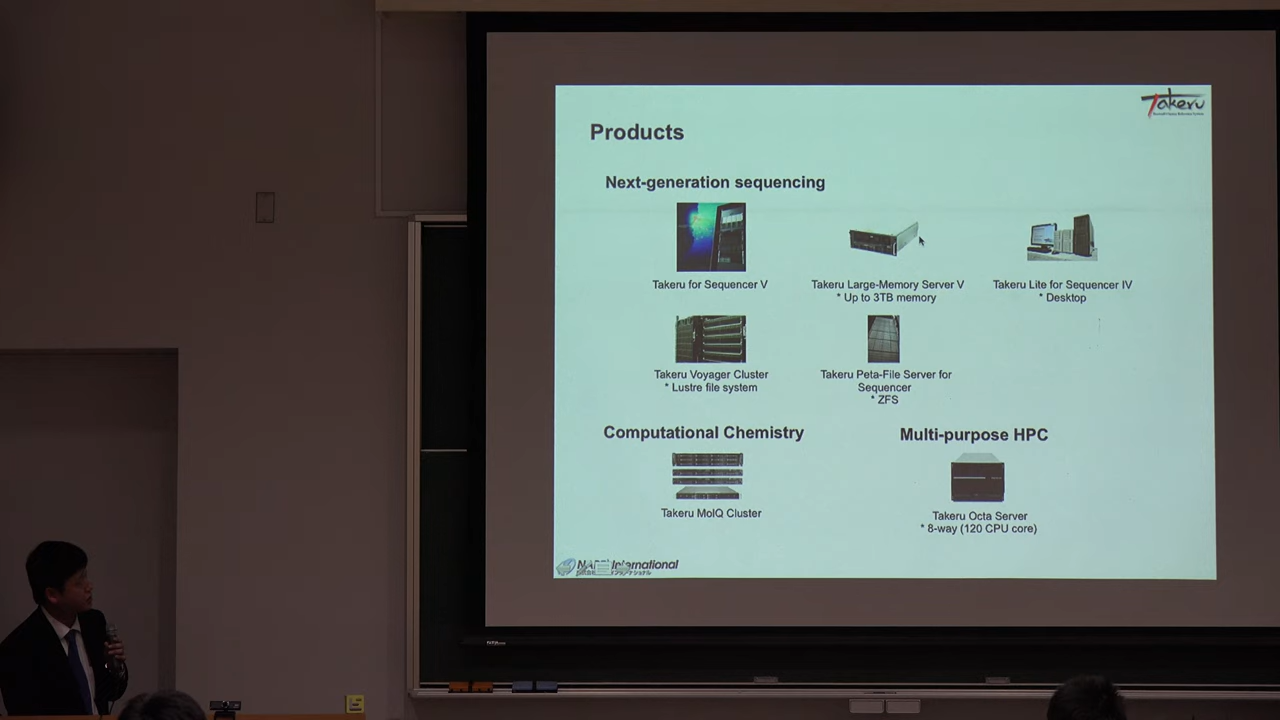 Takeru
Products
Next-generation sequencing
Takeru for Sequencer V
Takeru Large-Memory Server V
* Up to 3TB memory
Takeru Lite for Sequencer IV
* Desktop
Takeru Voyager Cluster
* Lustre file system
Takeru Peta-File Server for
Sequencer
* ZFS
Computational Chemistry
Multi-purpose HPC
Takeru MolQ Cluster
Takeru Octa Server
* 8-way (120 CPU core)
International